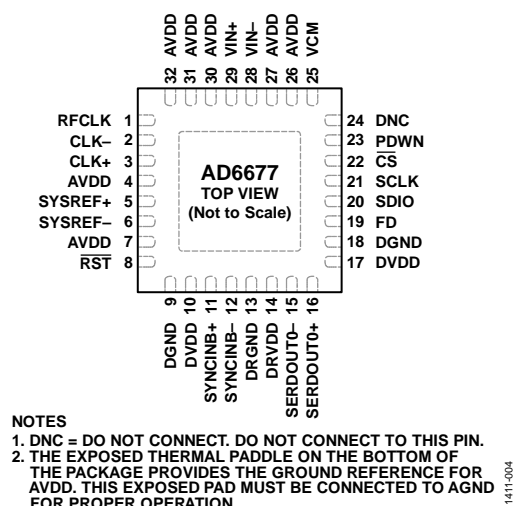 32 AVDD
31 AVDD
30 AVDD
29 VIN+
28 VIN–
27 AVDD
26 AVDD
25 VCM
RFCLK 1
CLK– 2
CLK+ 3
AVDD 4
SYSREF+ 5
SYSREF– 6
AVDD 7
RST 8
AD6677
TOP VIEW
(Not to Scale)
24 DNC
23 PDWN
22 CS
21 SCLK
20 SDIO
19 FD
18 DGND
17 DVDD
DGND 9
DVDD 10
SYNCINB+ 11
SYNCINB– 12
DRGND 13
DRVDD 14
SERDOUT0– 15
SERDOUT0+ 16
NOTES
1. DNC = DO NOT CONNECT. DO NOT CONNECT TO THIS PIN.
2. THE EXPOSED THERMAL PADDLE ON THE BOTTOM OF
THE PACKAGE PROVIDES THE GROUND REFERENCE FOR
AVDD. THIS EXPOSED PAD MUST BE CONNECTED TO AGND
FOR PROPER OPERATION
1411-004